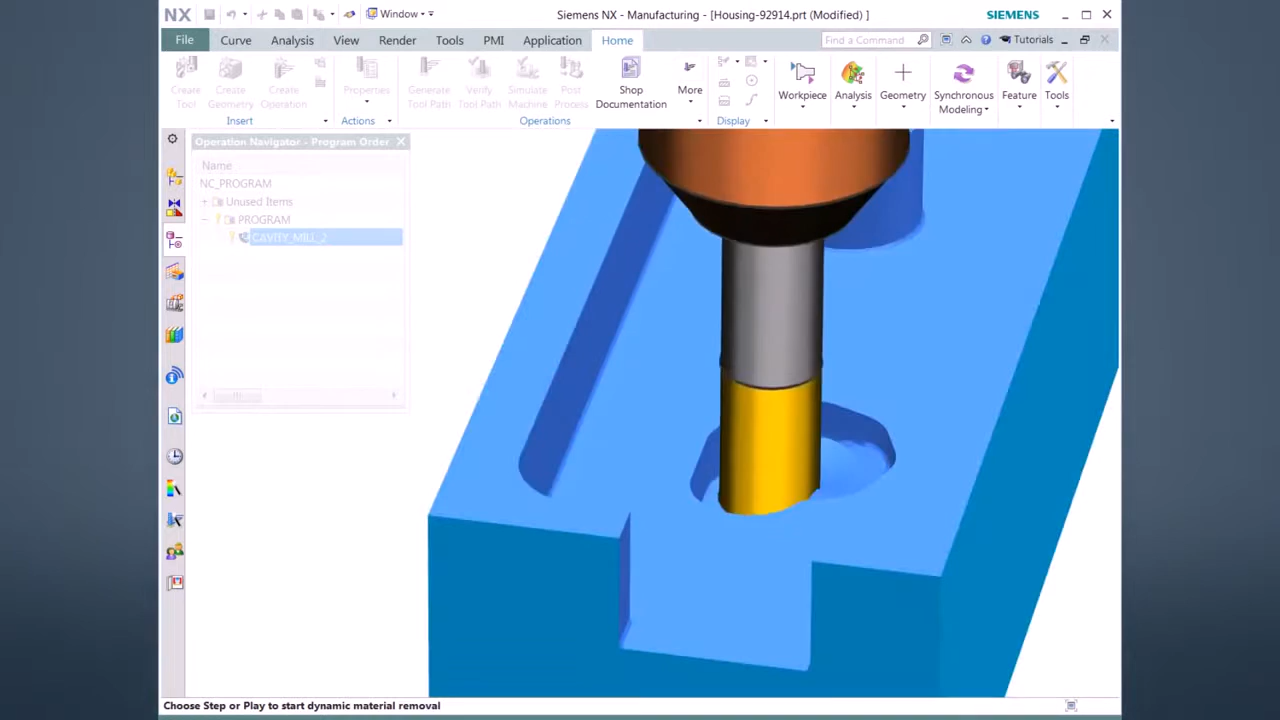 NX
Window
Siemens NX - Manufacturing - [Housing-92914.prt (Modified) ]
SIEMENS
File
Curve
Analysis
View
Render
Tools
PMI
Application
Home
Find a Command
Tutorials
Create Tool
Create Geometry
Create Operation
Properties
Generate Tool Path
Verify Tool Path
Simulate Machine
Post Process
Shop Documentation
More
Workpiece
Analysis
Geometry
Synchronous Modeling
Feature
Tools
Insert
Actions
Operations
Display
Operation Navigator - Program Order
Name
NC_PROGRAM
Unused Items
PROGRAM
CAVITY_MILL_2
Choose Step or Play to start dynamic material removal